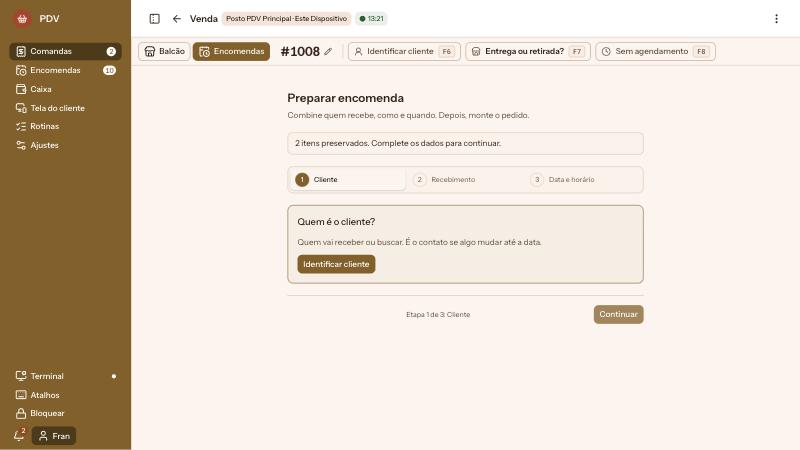 PDV
Venda
Posto PDV Principal · Este Dispositivo
13:21
Comandas 2
Encomendas 10
Caixa
Tela do cliente
Rotinas
Ajustes
Balcão
Encomendas
#1008
Identificar cliente F6
Entrega ou retirada? F7
Sem agendamento F8
Preparar encomenda
Combine quem recebe, como e quando. Depois, monte o pedido.
2 itens preservados. Complete os dados para continuar.
1 Cliente
2 Recebimento
3 Data e horário
Quem é o cliente?
Quem vai receber ou buscar. É o contato se algo mudar até a data.
Identificar cliente
Etapa 1 de 3: Cliente
Continuar
Terminal
Atalhos
Bloquear
2
Fran